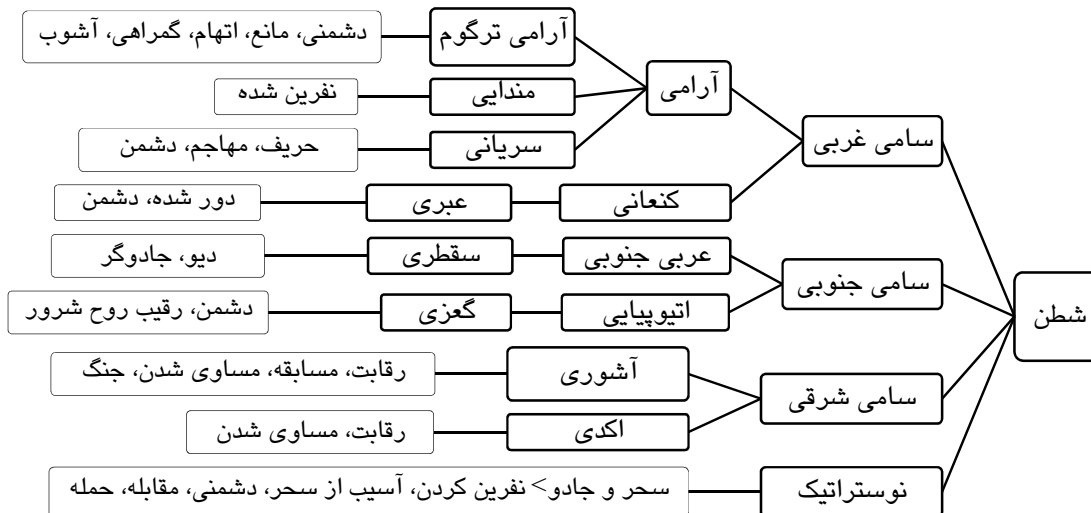 شطن
سامی غربی
آرامی
آرامی ترگوم
دشمنی، مانع، اتهام، گمراهی، آشوب
مندایی
نفرین شده
سریانی
حریف، مهاجم، دشمن
کنعانی
عبری
دور شده، دشمن
سامی جنوبی
عربی جنوبی
سقطری
دیو، جادوگر
اتیوپیایی
گعزی
دشمن، رقیب روح شرور
سامی شرقی
آشوری
رقابت، مسابقه، مساوی شدن، جنگ
اکدی
رقابت، مساوی شدن
نوستراتیک
سحر و جادو> نفرین کردن، آسیب از سحر، دشمنی، مقابله، حمله